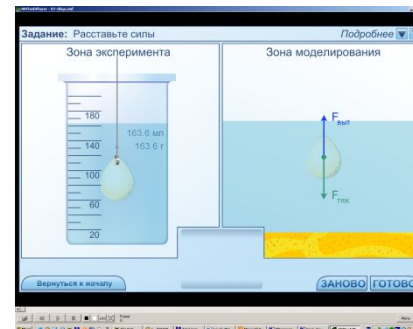 Задание: Расставьте силы
Подробнее
Зона эксперимента
Зона моделирования
180
163.6 мл
140
163.6 г
100
60
20
Fвыт
Fтяж
Вернуться к началу
ЗАНОВО
ГОТОВО